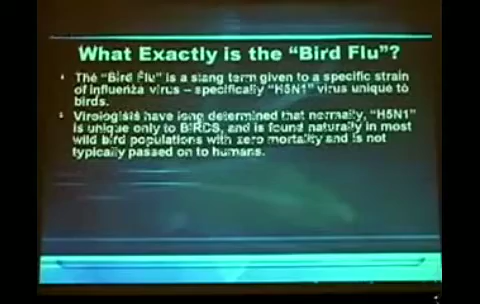 What Exactly is the "Bird Flu"?
The "Bird Flu" is a slang term given to a specific strain
of influenza virus – specifically "H5N1" virus unique to
birds.
Virologists have long determined that normally, "H5N1"
is unique only to BIRDS, and is found naturally in most
wild bird populations with zero mortality and is not
typically passed on to humans.